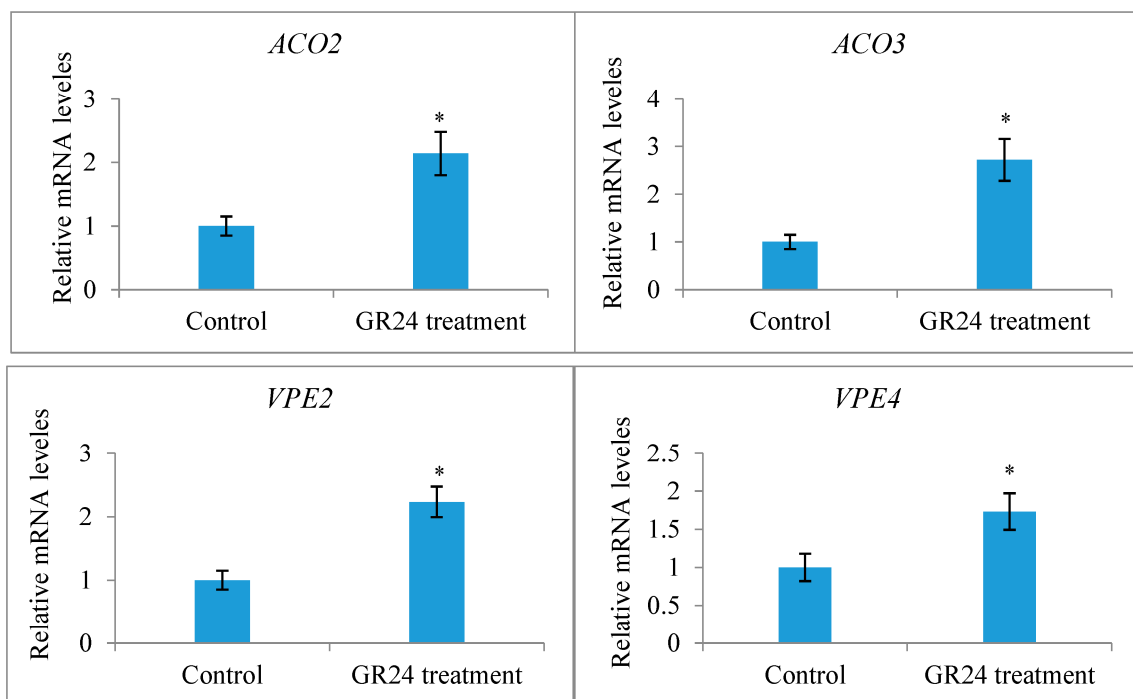 ACO2
Relative mRNA leveles
3
2
1
0
*
Control
GR24 treatment
ACO3
Relative mRNA leveles
4
3
2
1
0
*
Control
GR24 treatment
VPE2
Relative mRNA leveles
3
2
1
0
*
Control
GR24 treatment
VPE4
Relative mRNA leveles
2.5
2
1.5
1
0.5
0
*
Control
GR24 treatment